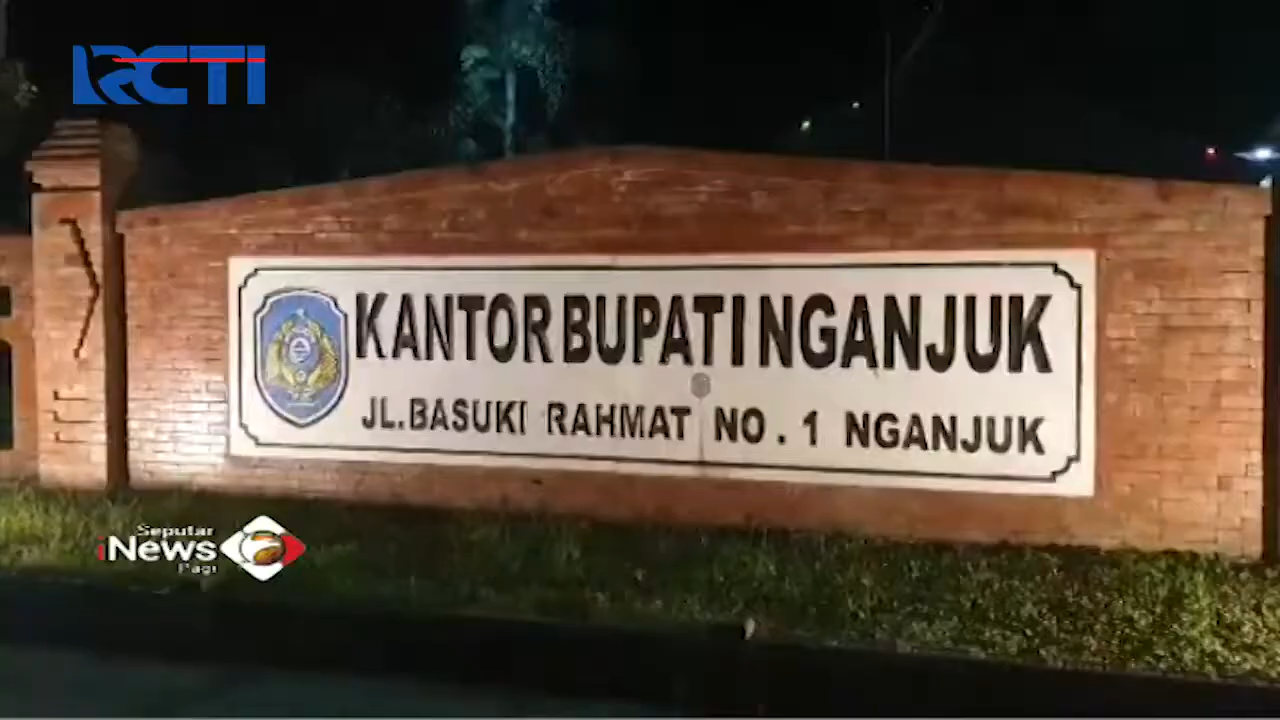 RCTI
KANTOR BUPATI NGANJUK
JL.BASUKI RAHMAT NO. 1 NGANJUK
Seputar
iNews
Pagi